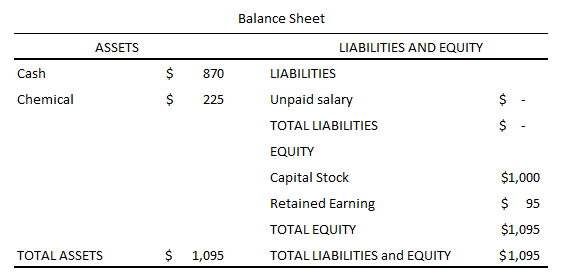 Balance Sheet
ASSETS LIABILITIES AND EQUITY
Cash $ 870 LIABILITIES
Chemical $ 225 Unpaid salary $ -
TOTAL LIABILITIES $ -
EQUITY
Capital Stock $1,000
Retained Earning $ 95
TOTAL EQUITY $1,095
TOTAL ASSETS $ 1,095 TOTAL LIABILITIES and EQUITY $1,095